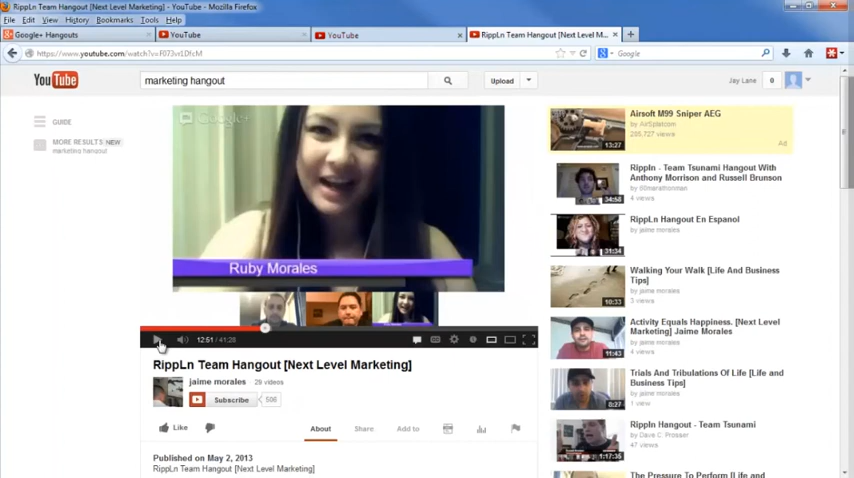 RippLn Team Hangout [Next Level Marketing] - YouTube - Mozilla Firefox
File Edit View History Bookmarks Tools Help
Google+ Hangouts
YouTube
YouTube
RippLn Team Hangout [Next Level M...
Google
Jay Lane 0
YouTube
marketing hangout
Upload
GUIDE
MORE RESULTS NEW
marketing hangout
Google+
Ruby Morales
12:51 / 41:28
RippLn Team Hangout [Next Level Marketing]
jaime morales 29 videos
Subscribe 506
Like
About Share Add to
Published on May 2, 2013
RippLn Team Hangout [Next Level Marketing]
Airsoft M99 Sniper AEG
by AirSplatcom
205,727 views
Ad
13:27
Rippln - Team Tsunami Hangout With
Anthony Morrison and Russell Brunson
4 views
34:58
RippLn Hangout En Espanol
by jaime morales
31:34
Walking Your Walk [Life And Business
Tips]
by jaime morales
3 views
10:33
Activity Equals Happiness. [Next Level
Marketing] Jaime Morales
by jaime morales
4 views
11:43
Trials And Tribulations Of Life [Life and
Business Tips]
by jaime morales
1 view
8:27
Rippln Hangout - Team Tsunami
by Dave C. Prosser
1:17:35
The Pressure To Perform [Life and